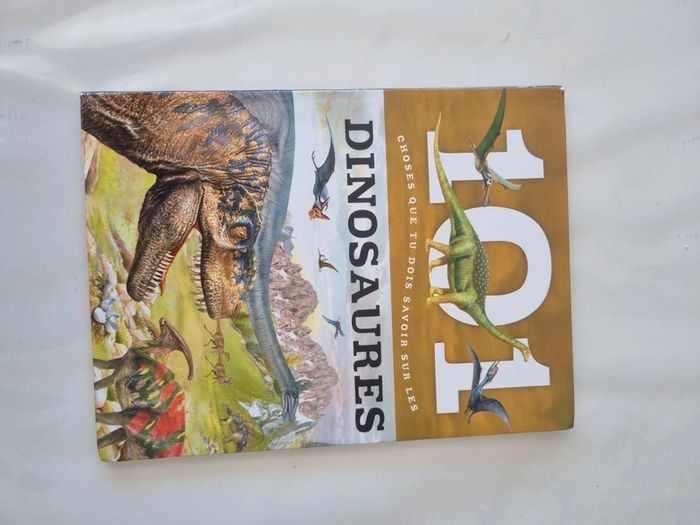 101
CHOSES QUE TU DOIS SAVOIR SUR LES
DINOSAURES